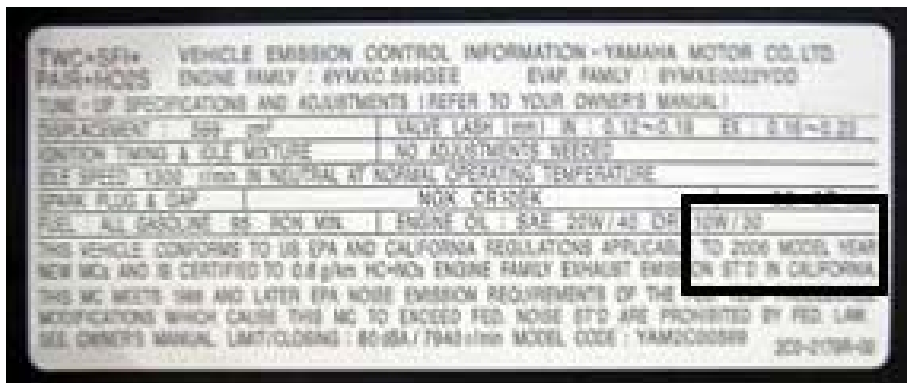 TWC+SFI+ VEHICLE EMISSION CONTROL INFORMATION-YAMAHA MOTOR CO.,LTD.
PAIR+HO2S ENGINE FAMILY : 6YMXC.599GEE EVAP. FAMILY :
TUNE-UP SPECIFICATIONS AND ADJUSTMENTS (REFER TO YOUR OWNER'S MANUAL)
DISPLACEMENT : 599 cm³ VALVE LASH (mm) IN : 0.12~0.19 EX : 0.16~0.23
IGNITION TIMING & IDLE MIXTURE NO ADJUSTMENTS NEEDED
IDLE SPEED 1300 r/min IN NEUTRAL AT NORMAL OPERATING TEMPERATURE
SPARK PLUG & GAP NGK CR10EK
FUEL : ALL GASOLINE 95 RON MIN. ENGINE OIL : SAE 20W/40 OR 10W/30
THIS VEHICLE CONFORMS TO US EPA AND CALIFORNIA REGULATIONS APPLICABLE TO 2006 MODEL YEAR
NEW MCs AND IS CERTIFIED TO 0.8 g/km HC+NOx ENGINE FAMILY EXHAUST EMISSION ST'D IN CALIFORNIA.
THIS MC MEETS AND LATER EPA NOISE EMISSION REQUIREMENTS OF THE
MODIFICATIONS WHICH CAUSE THIS MC TO EXCEED FED. NOISE ST'D ARE PROHIBITED BY FED. LAW.
SEE OWNER'S MANUAL. LIMIT/CLOSING : 80dBA / 7940 r/min MODEL CODE :